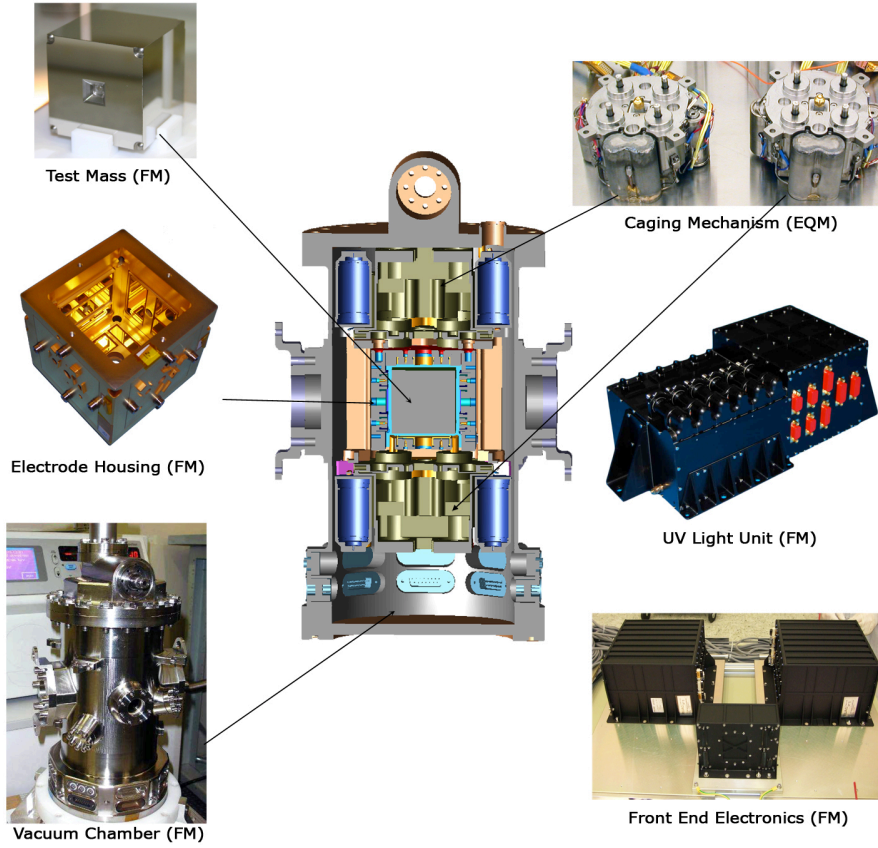 Test Mass (FM)
Caging Mechanism (EQM)
Electrode Housing (FM)
UV Light Unit (FM)
Vacuum Chamber (FM)
Front End Electronics (FM)